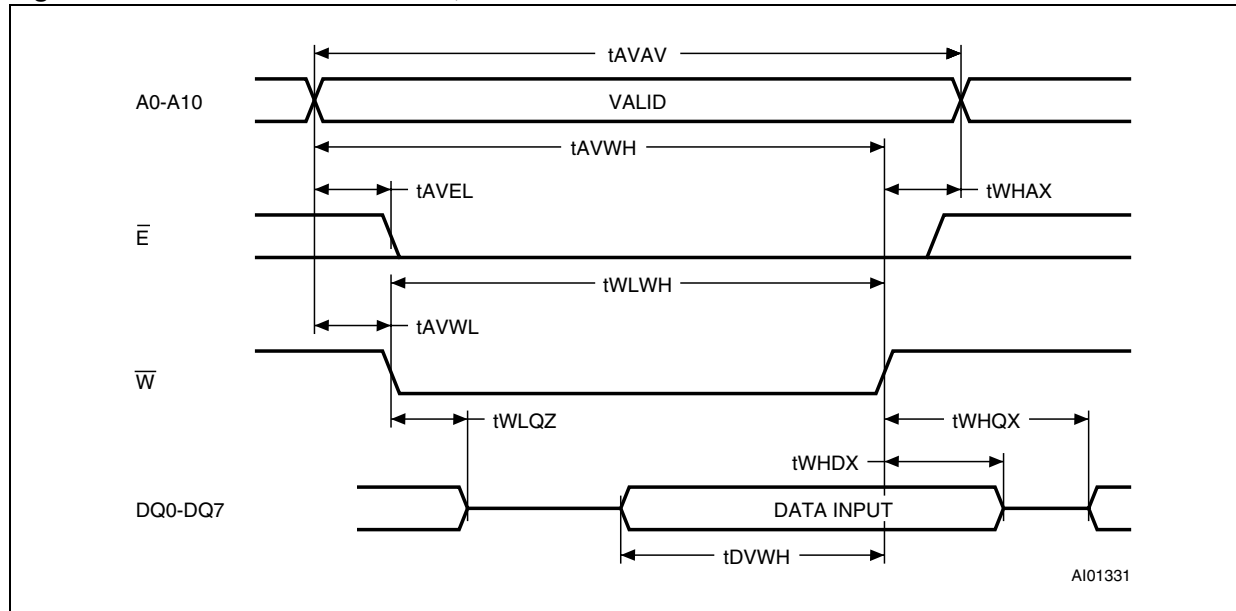 tAVAV
A0-A10
VALID
tAVWH
tAVEL
tWHAX
E̅
tWLWH
tAVWL
W̅
tWLQZ
tWHQX
tWHDX
DQ0-DQ7
DATA INPUT
tDVWH
AI01331